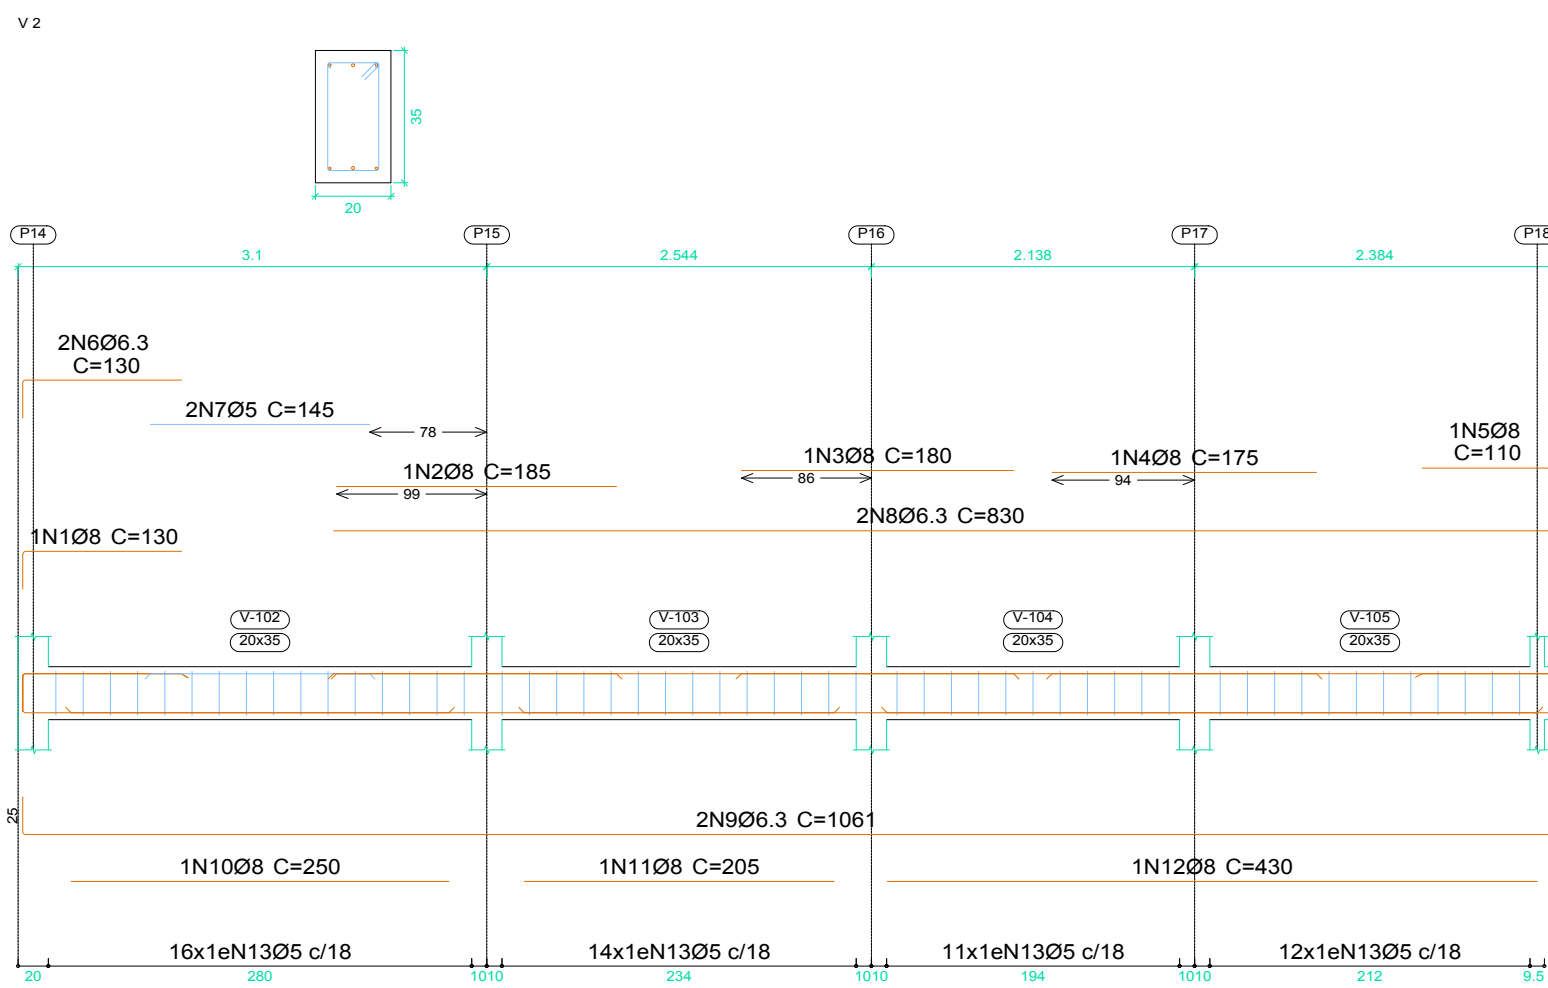 V 2
35
20
P14
P15
P16
P17
P18
3.1
2.544
2.138
2.384
2N6Ø6.3
C=130
2N7Ø5 C=145
78
1N2Ø8 C=185
99
1N3Ø8 C=180
86
1N4Ø8 C=175
94
1N5Ø8
C=110
2N8Ø6.3 C=830
1N1Ø8 C=130
V-102
20x35
V-103
20x35
V-104
20x35
V-105
20x35
25
2N9Ø6.3 C=1061
1N10Ø8 C=250
1N11Ø8 C=205
1N12Ø8 C=430
16x1eN13Ø5 c/18
14x1eN13Ø5 c/18
11x1eN13Ø5 c/18
12x1eN13Ø5 c/18
20
280
1010
234
1010
194
1010
212
9.5